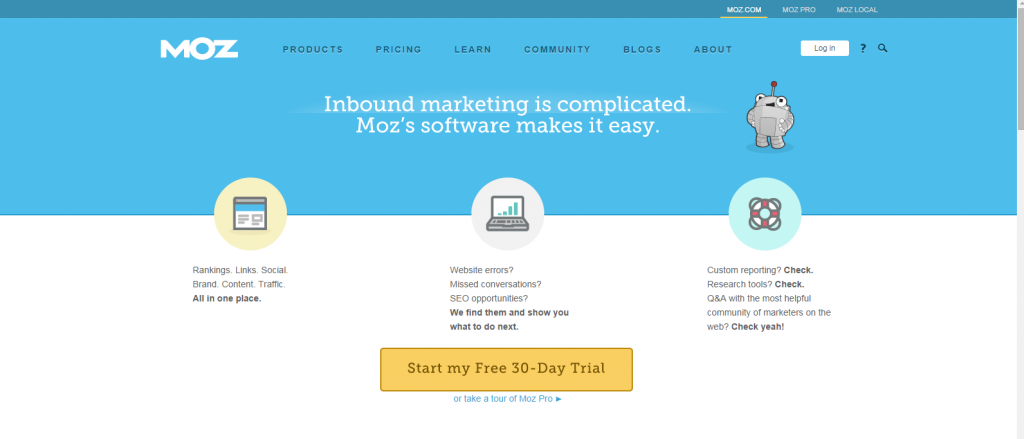 MOZ.COM MOZ PRO MOZ LOCAL
MOZ PRODUCTS PRICING LEARN COMMUNITY BLOGS ABOUT Log in ?
Inbound marketing is complicated.
Moz's software makes it easy.
Rankings. Links. Social.
Brand. Content. Traffic.
All in one place.
Website errors?
Missed conversations?
SEO opportunities?
We find them and show you
what to do next.
Custom reporting? Check.
Research tools? Check.
Q&A with the most helpful
community of marketers on the
web? Check yeah!
Start my Free 30-Day Trial
or take a tour of Moz Pro ►